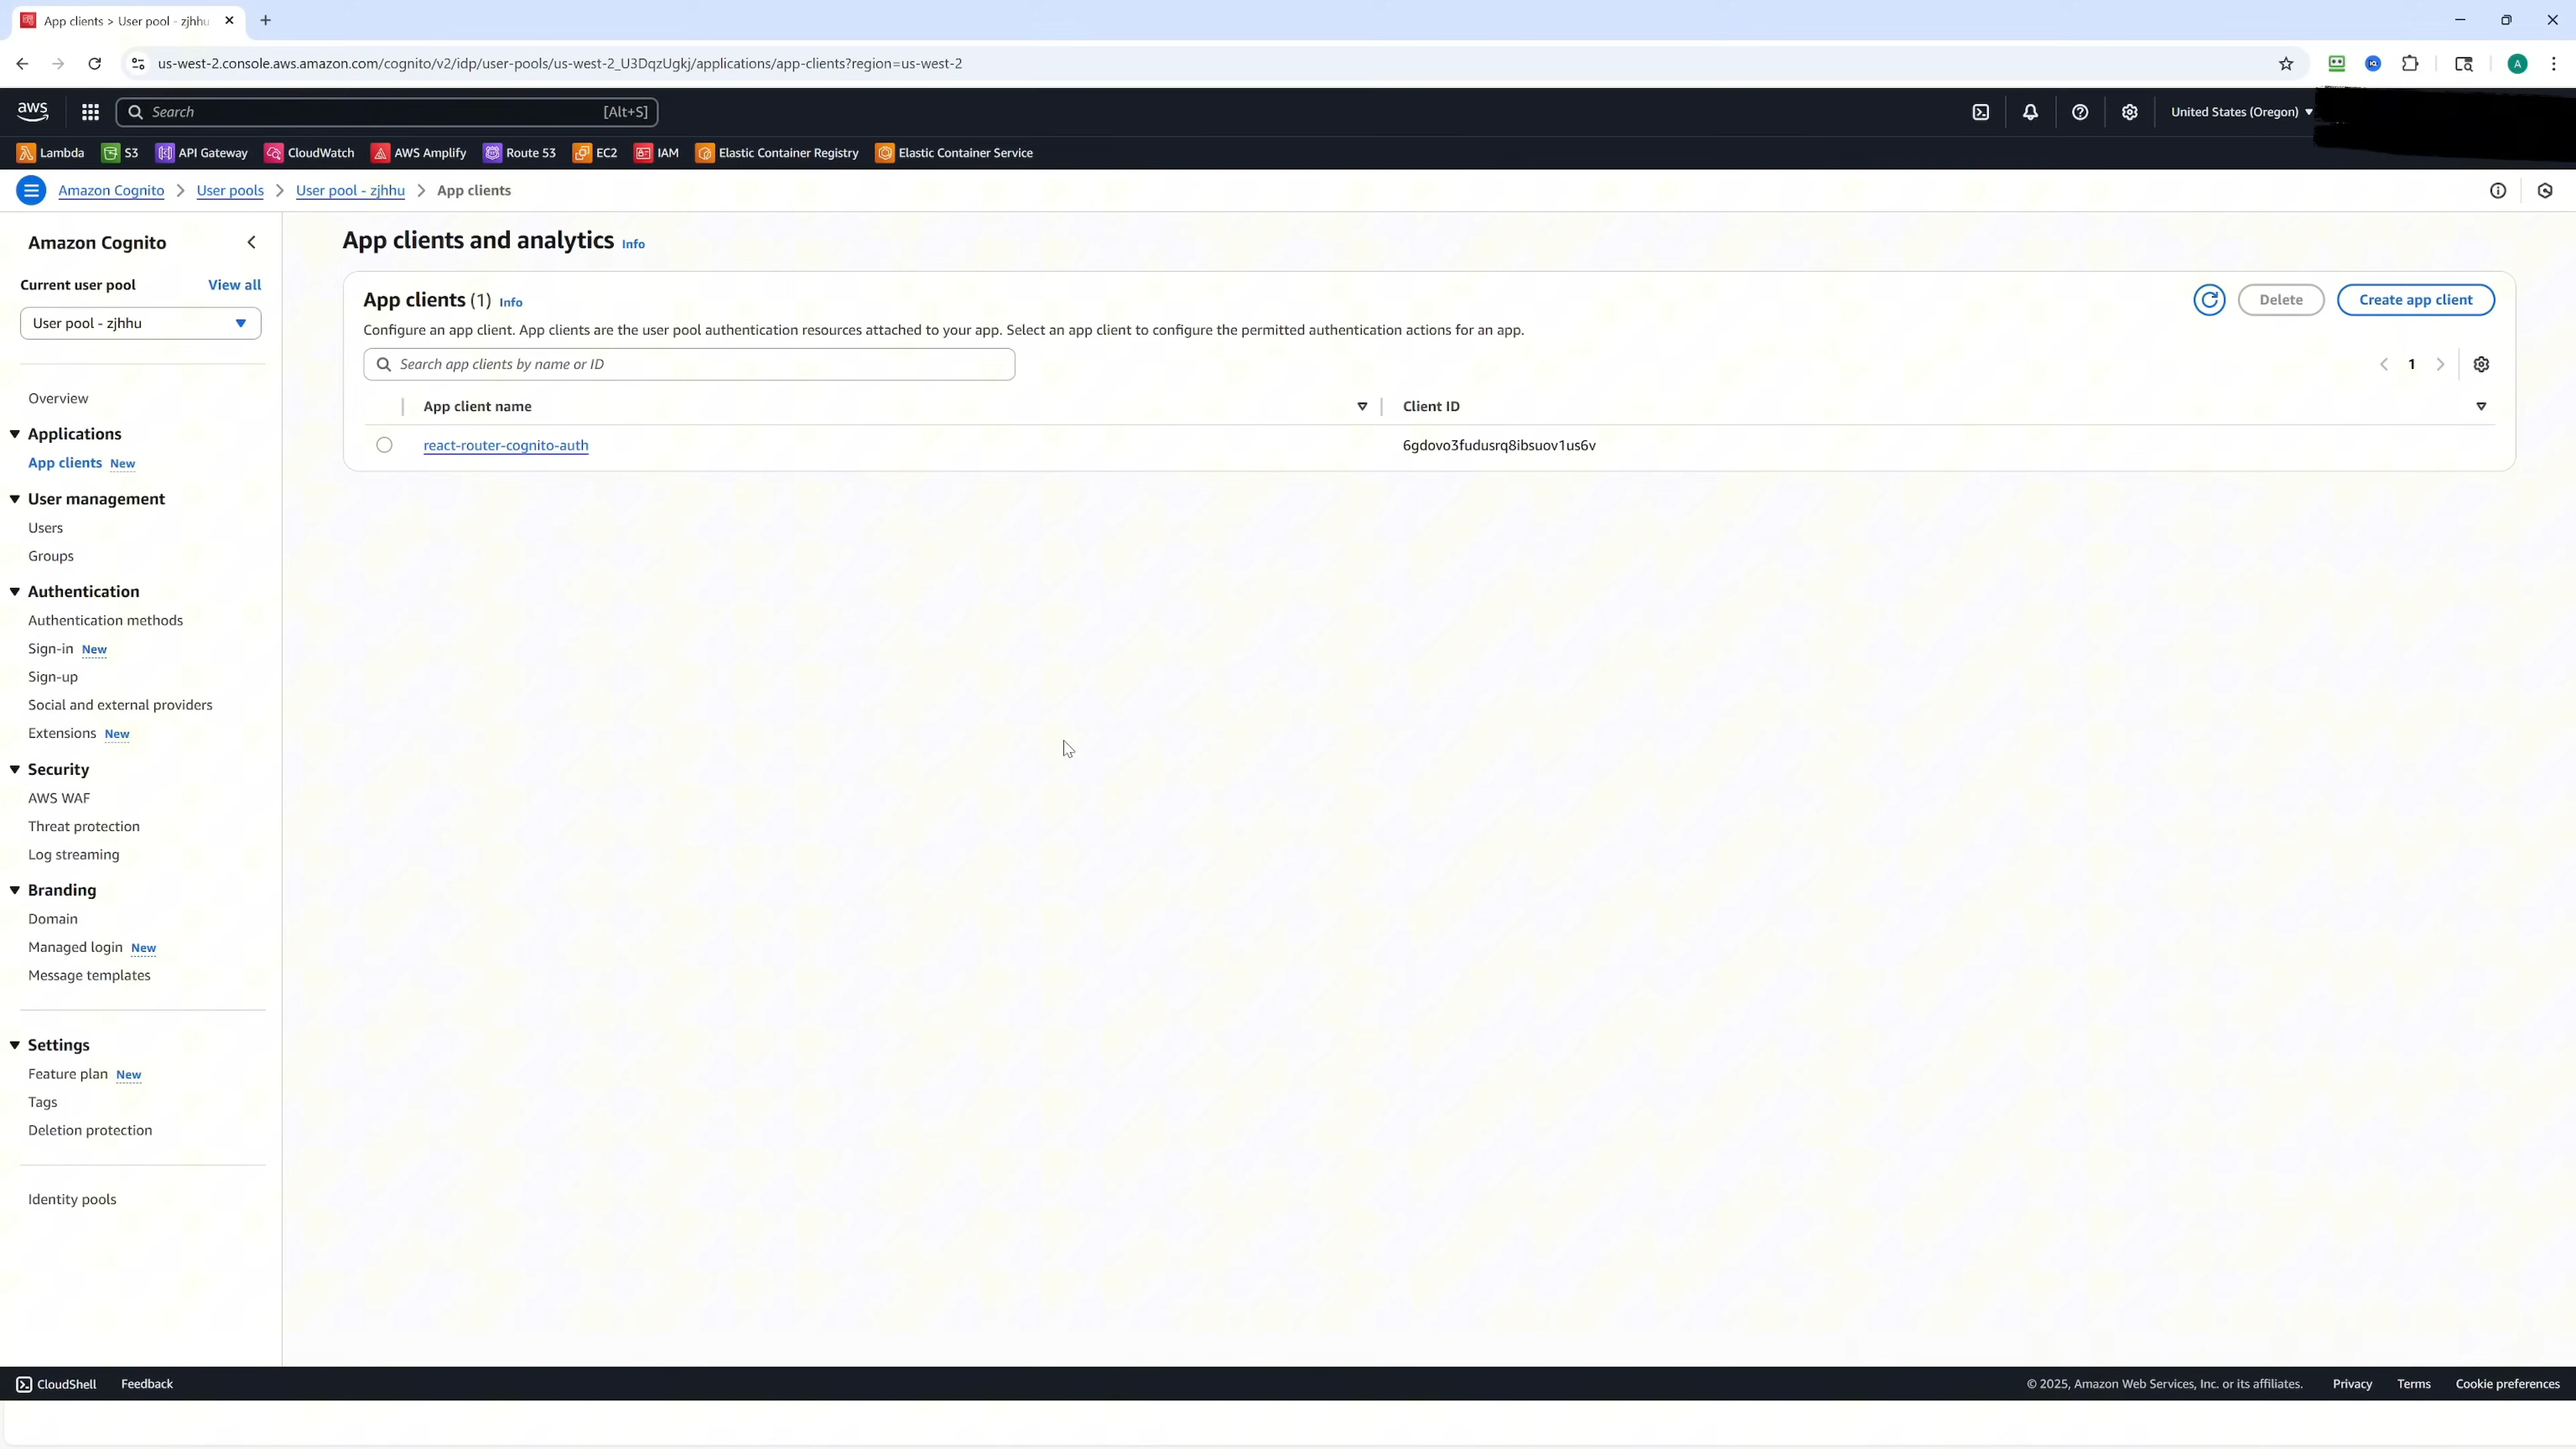 App clients > User pool - zjhhu
us-west-2.console.aws.amazon.com/cognito/v2/idp/user-pools/us-west-2_U3DqzUgkj/applications/app-clients?region=us-west-2
A
aws
Search [Alt+S]
United States (Oregon)
Lambda S3 API Gateway CloudWatch AWS Amplify Route 53 EC2 IAM Elastic Container Registry Elastic Container Service
Amazon Cognito > User pools > User pool - zjhhu > App clients
Amazon Cognito
Current user pool View all
User pool - zjhhu
Overview
Applications
App clients New
User management
Users
Groups
Authentication
Authentication methods
Sign-in New
Sign-up
Social and external providers
Extensions New
Security
AWS WAF
Threat protection
Log streaming
Branding
Domain
Managed login New
Message templates
Settings
Feature plan New
Tags
Deletion protection
Identity pools
App clients and analytics Info
App clients (1) Info
Delete
Create app client
Configure an app client. App clients are the user pool authentication resources attached to your app. Select an app client to configure the permitted authentication actions for an app.
Search app clients by name or ID
1
App client name Client ID
react-router-cognito-auth 6gdovo3fudusrq8ibsuov1us6v
CloudShell Feedback
© 2025, Amazon Web Services, Inc. or its affiliates. Privacy Terms Cookie preferences